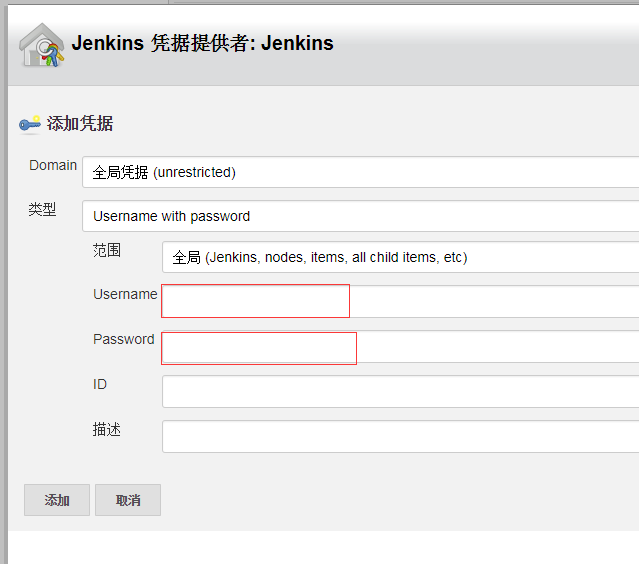 Jenkins 凭据提供者: Jenkins
添加凭据
Domain 全局凭据 (unrestricted)
类型 Username with password
范围 全局 (Jenkins, nodes, items, all child items, etc)
Username
Password
ID
描述
添加 取消